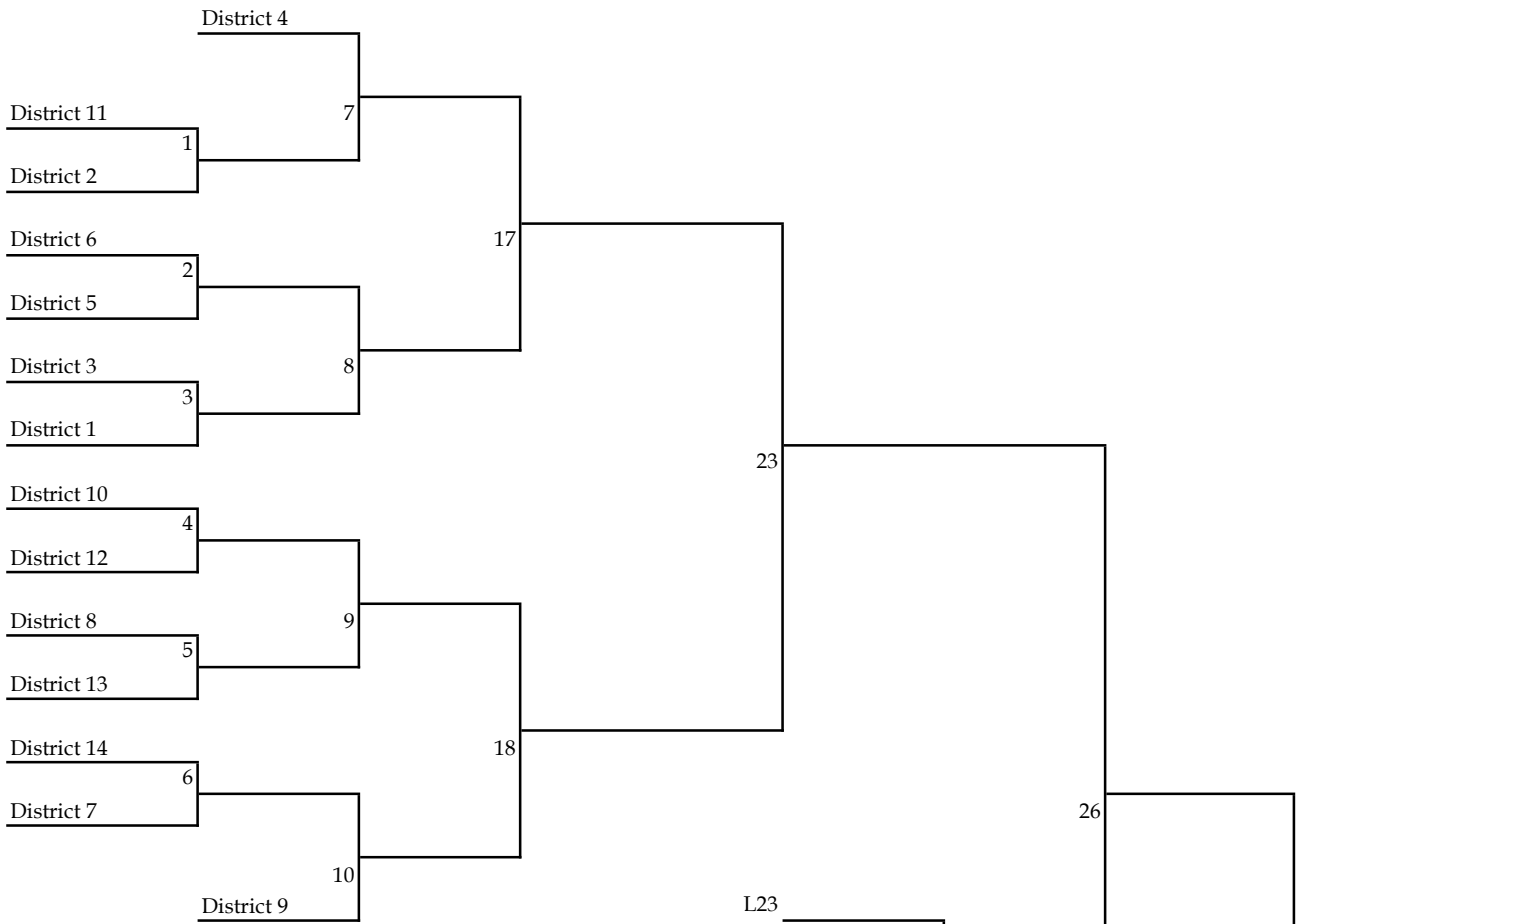 District 4
District 11
7
1
District 2
District 6
17
2
District 5
District 3
8
3
District 1
23
District 10
4
District 12
District 8
9
5
District 13
District 14
18
6
District 7
26
10
District 9
L23